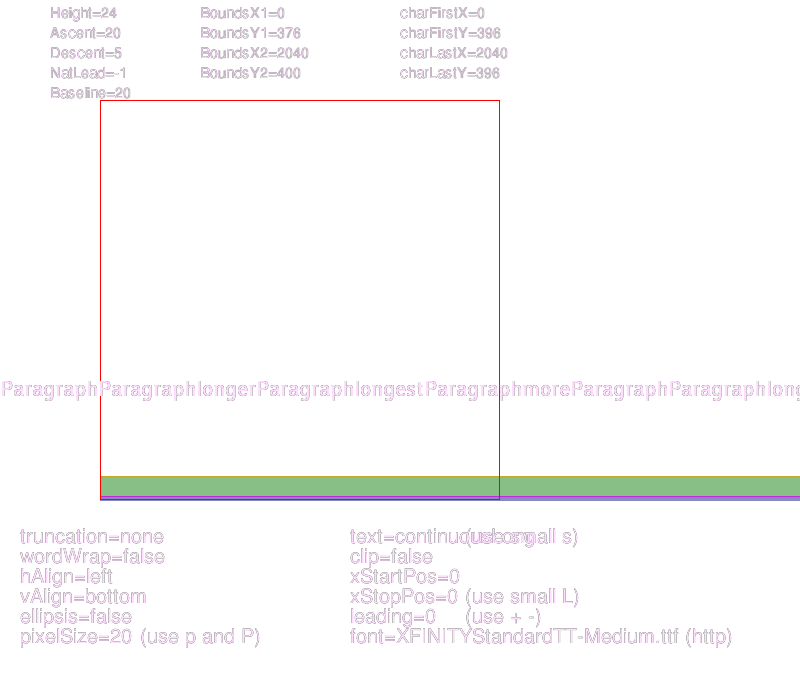 Height=24 BoundsX1=0 charFirstX=0
Ascent=20 BoundsY1=376 charFirstY=396
Descent=5 BoundsX2=2040 charLastX=2040
NatLead=-1 BoundsY2=400 charLastY=396
Baseline=20
ParagraphParagraphlongerParagraphlongestParagraphmoreParagraphParagraphlong
truncation=none text=continuouslong (use small s)
wordWrap=false clip=false
hAlign=left xStartPos=0
vAlign=bottom xStopPos=0 (use small L)
ellipsis=false leading=0 (use + -)
pixelSize=20 (use p and P) font=XFINITYStandardTT-Medium.ttf (http)